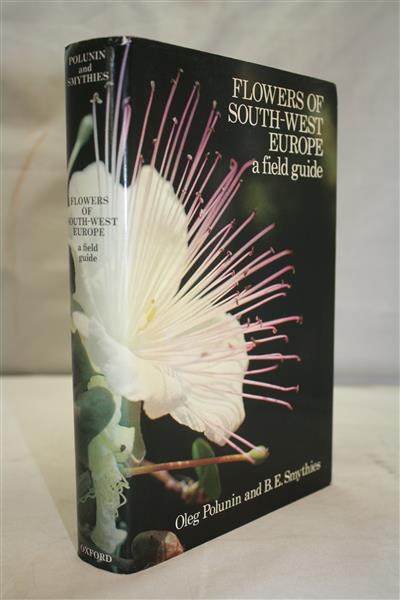 POLUNIN
and
SMYTHIES
FLOWERS
OF
SOUTH-WEST
EUROPE
a field
guide
OXFORD
FLOWERS OF
SOUTH-WEST
EUROPE
a field guide
Oleg Polunin and B.E. Smythies